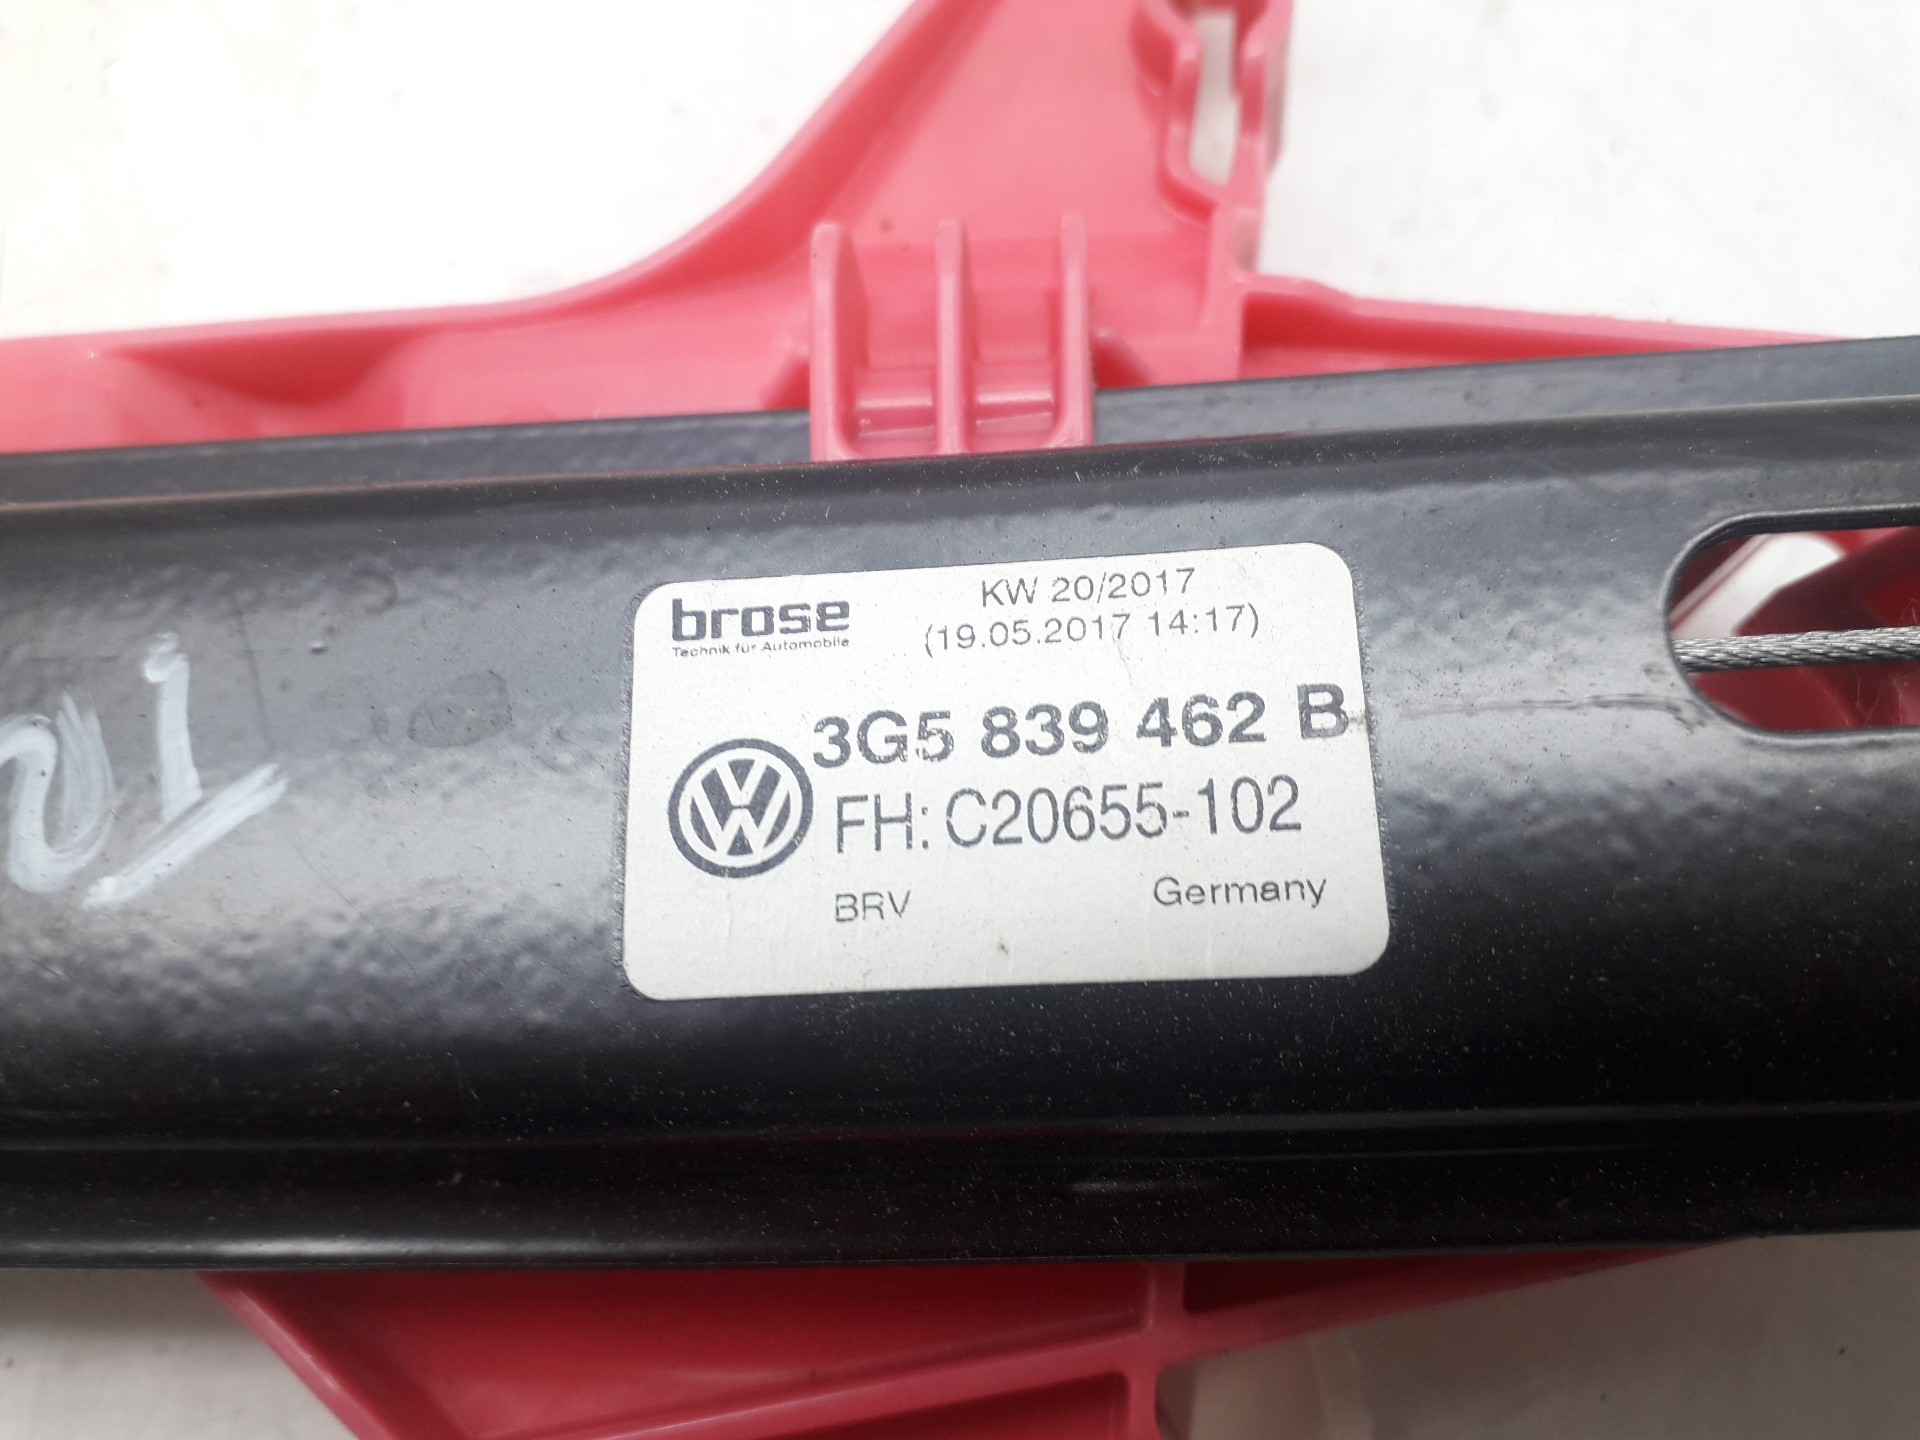 brose
Technik für Automobile
KW 20/2017
(19.05.2017 14:17)
3G5 839 462 B
FH: C20655-102
BRV
Germany